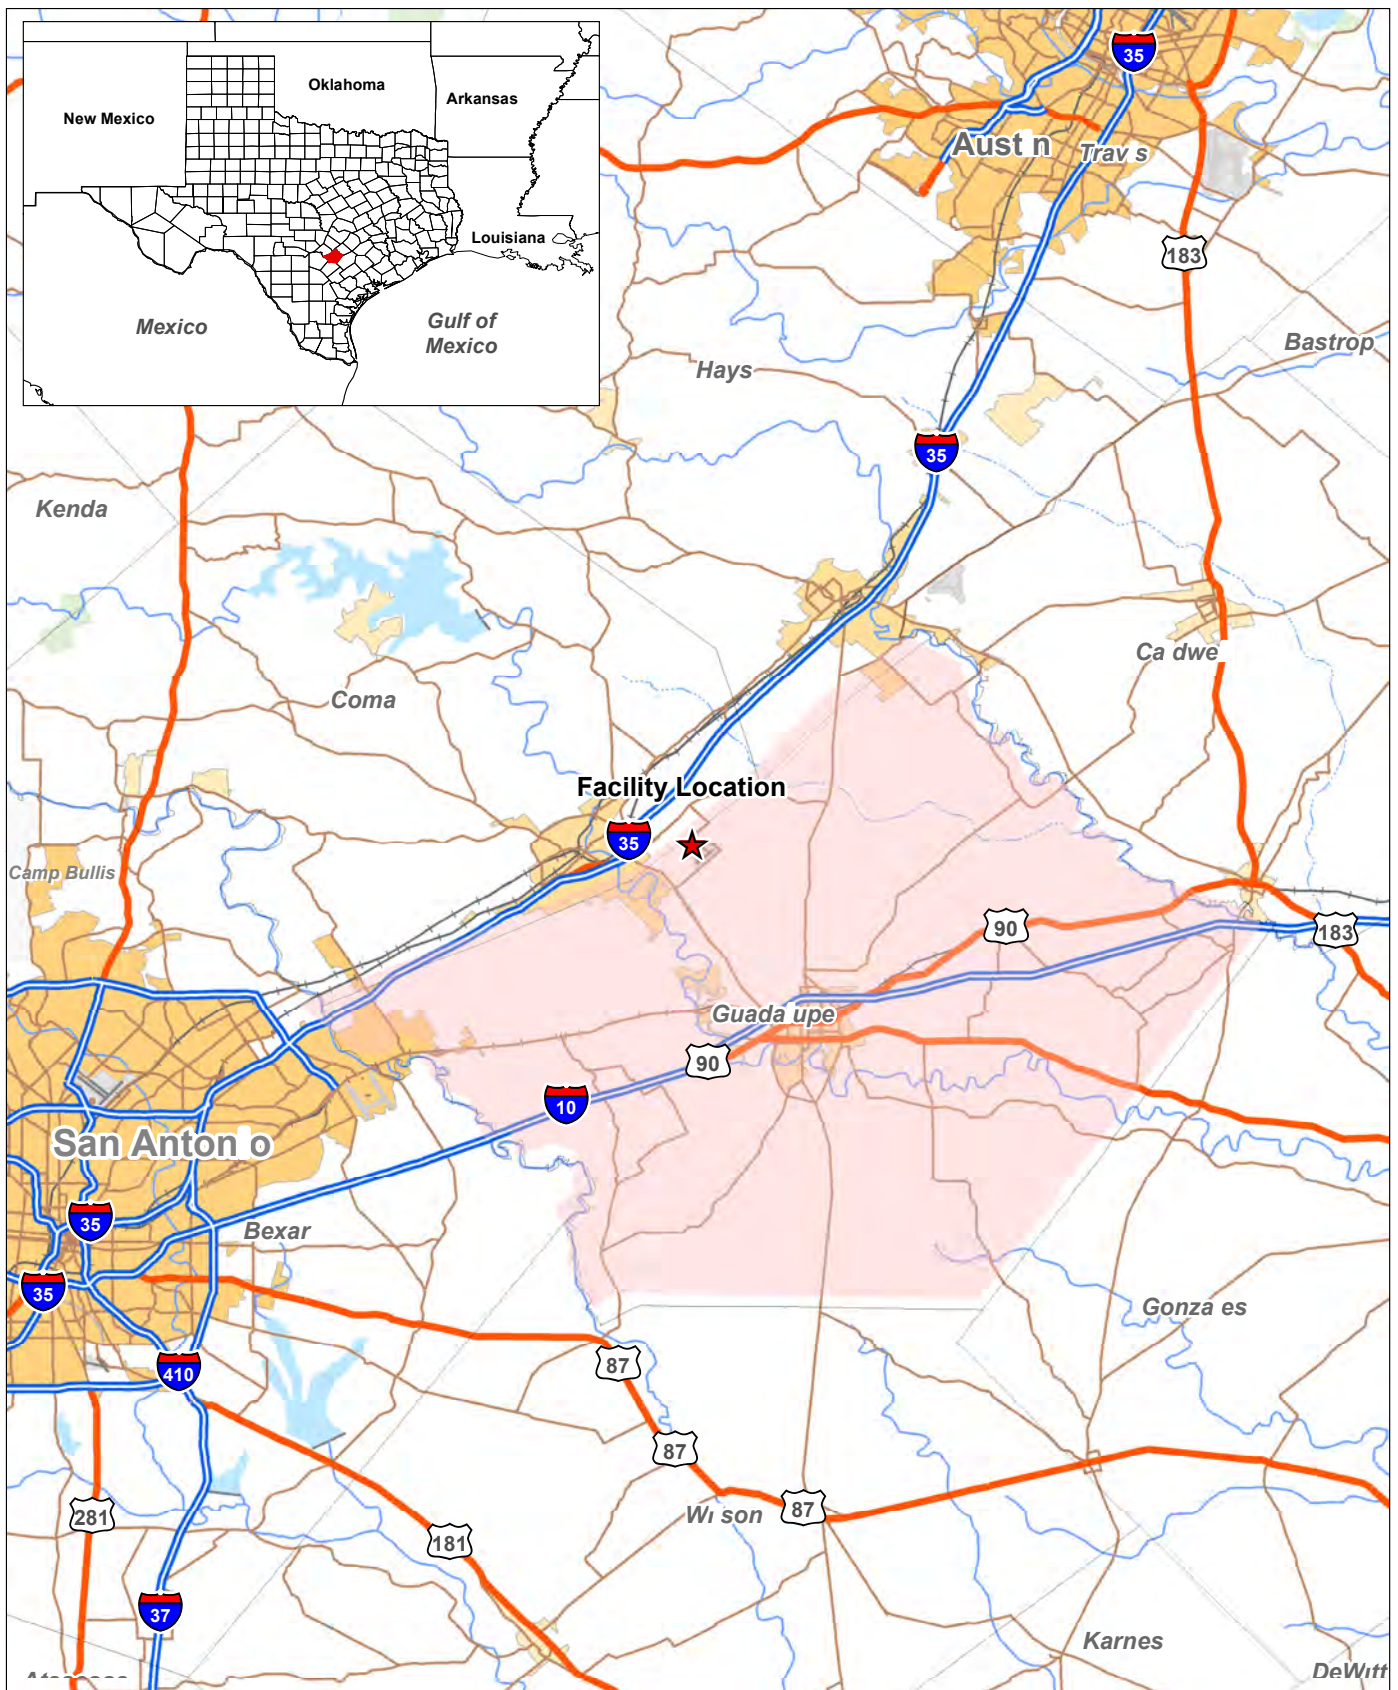 Oklahoma
Arkansas
New Mexico
Louisiana
Mexico
Gulf of
Mexico
35
Aust n
Trav s
183
Bastrop
Hays
35
Kenda
Ca dwe
Coma
Facility Location
35
Camp Bullis
90
183
Guada upe
90
10
San Anton o
35
Bexar
35
Gonza es
87
410
87
281
87
Wi son
181
37
Karnes
DeWitt